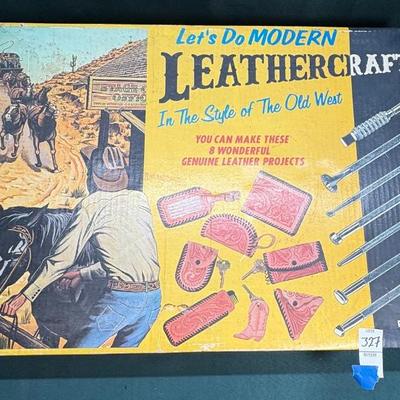 Let's Do MODERN
LEATHERCRAFT
In The Style of The Old West
YOU CAN MAKE THESE
8 WONDERFUL
GENUINE LEATHER PROJECTS
327